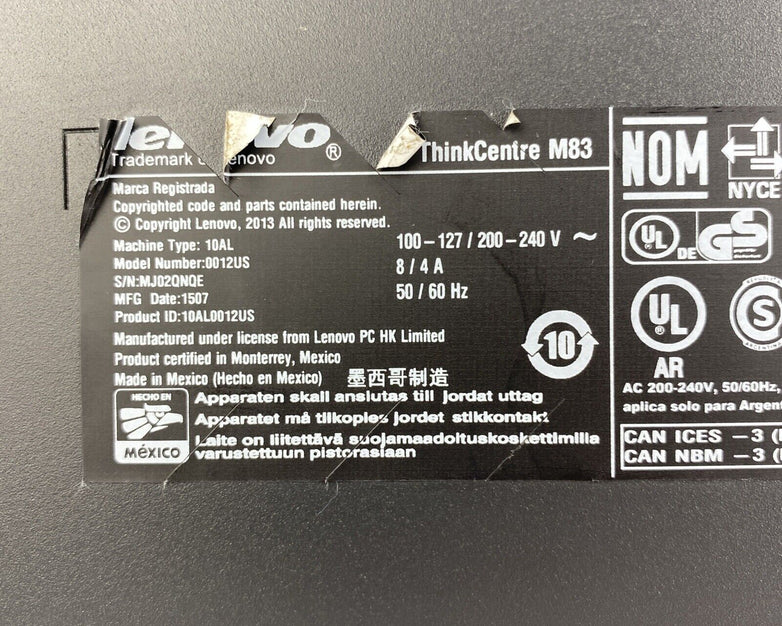 lenovo ®
Trademark of Lenovo
ThinkCentre M83
Marca Registrada
Copyrighted code and parts contained herein.
© Copyright Lenovo, 2013 All rights reserved.
Machine Type: 10AL
Model Number:0012US
S/N:MJ02QNQE
MFG Date:1507
Product ID:10AL0012US
100–127 / 200–240 V ~
8 / 4 A
50 / 60 Hz
Manufactured under license from Lenovo PC HK Limited
Product certified in Monterrey, Mexico
Made in Mexico (Hecho en Mexico) 墨西哥制造
10
HECHO EN
MÉXICO
Apparaten skall anslutas till jordat uttag
Apparatet må tilkoples jordet stikkontakt
Laite on liitettävä suojamaadoituskoskettimilla
varustettuun pistorasiaan
NOM
NYCE
UL
DE
GS
UL
AR
S
AC 200-240V, 50/60Hz,
aplica solo para Argen
CAN ICES –3 (
CAN NBM –3 (